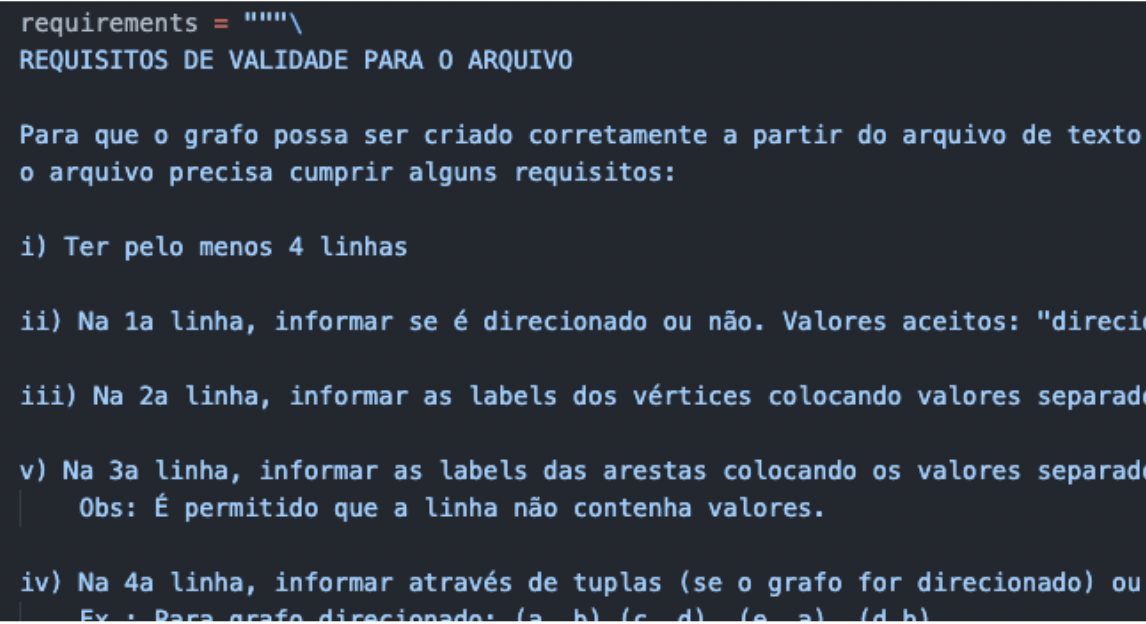 requirements = """\
REQUISITOS DE VALIDADE PARA O ARQUIVO
Para que o grafo possa ser criado corretamente a partir do arquivo de texto
o arquivo precisa cumprir alguns requisitos:
i) Ter pelo menos 4 linhas
ii) Na 1a linha, informar se é direcionado ou não. Valores aceitos: "direci
iii) Na 2a linha, informar as labels dos vértices colocando valores separad
v) Na 3a linha, informar as labels das arestas colocando os valores separad
Obs: É permitido que a linha não contenha valores.
iv) Na 4a linha, informar através de tuplas (se o grafo for direcionado) ou
Ex.: Para grafo direcionado: (a, b) (c, d), (e, a), (d,b)